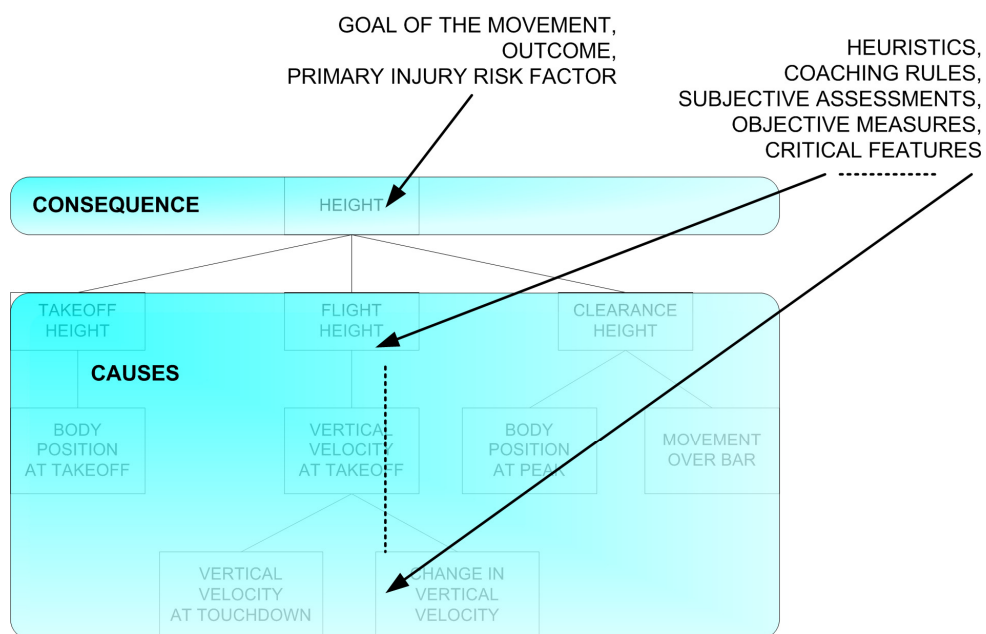 GOAL OF THE MOVEMENT,
OUTCOME,
PRIMARY INJURY RISK FACTOR
HEURISTICS,
COACHING RULES,
SUBJECTIVE ASSESSMENTS,
OBJECTIVE MEASURES,
CRITICAL FEATURES
CONSEQUENCE
HEIGHT
TAKEOFF
HEIGHT
FLIGHT
HEIGHT
CLEARANCE
HEIGHT
CAUSES
BODY
POSITION
AT TAKEOFF
VERTICAL
VELOCITY
AT TAKEOFF
BODY
POSITION
AT PEAK
MOVEMENT
OVER BAR
VERTICAL
VELOCITY
AT TOUCHDOWN
CHANGE IN
VERTICAL
VELOCITY